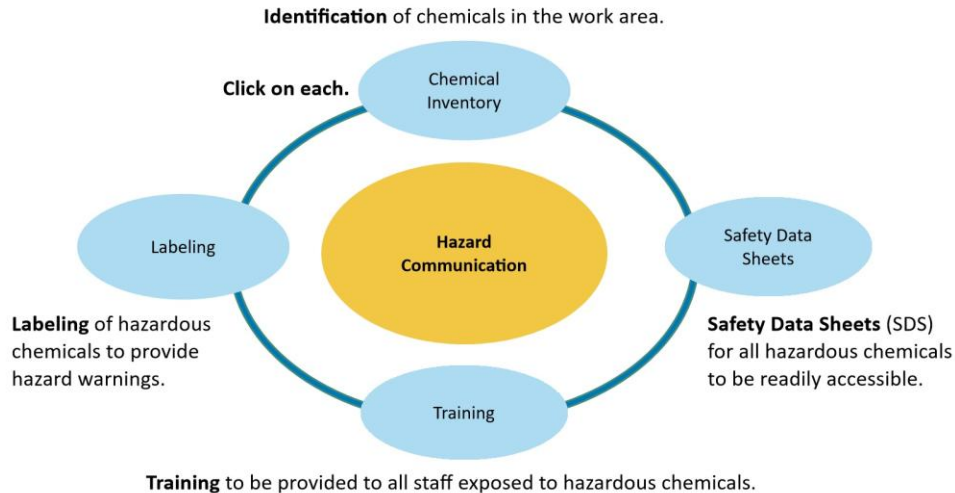 Identification of chemicals in the work area.
Click on each.
Chemical
Inventory
Labeling
Hazard
Communication
Safety Data
Sheets
Labeling of hazardous
chemicals to provide
hazard warnings.
Safety Data Sheets (SDS)
for all hazardous chemicals
to be readily accessible.
Training
Training to be provided to all staff exposed to hazardous chemicals.